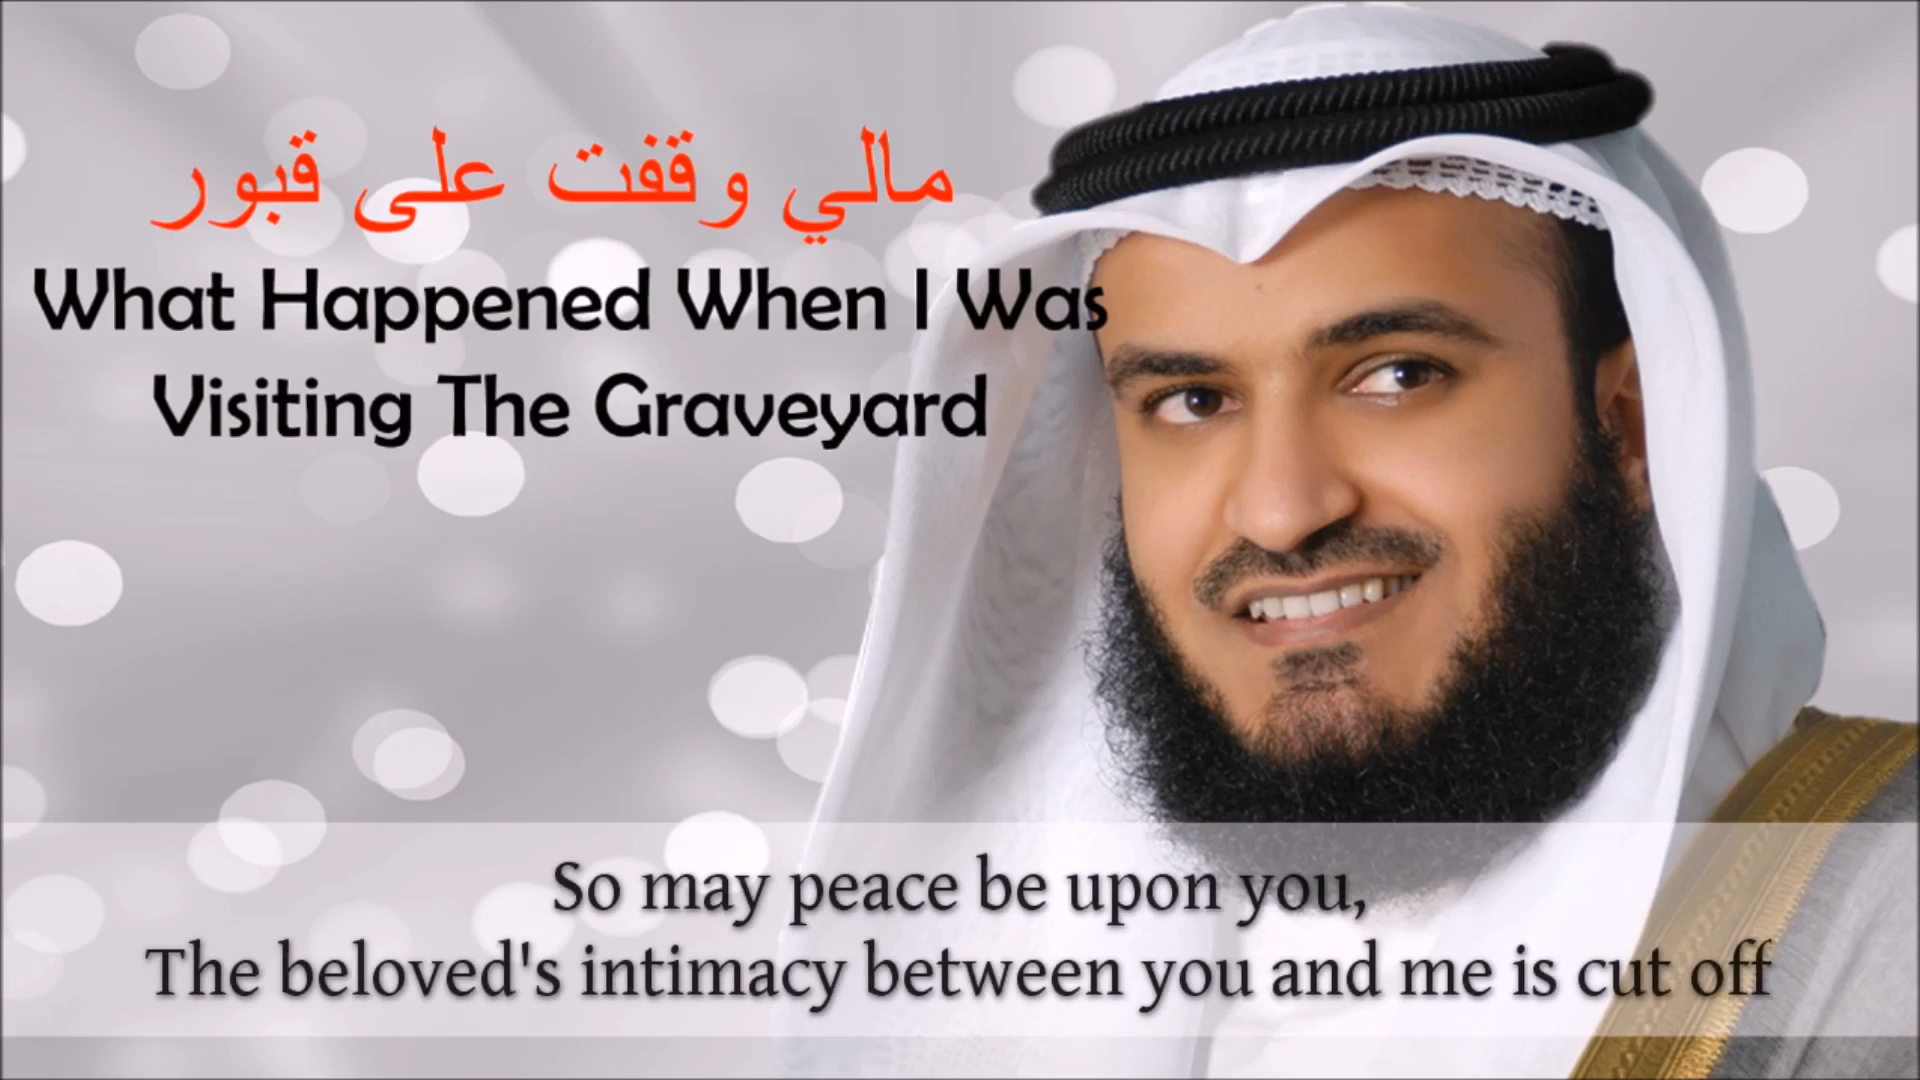 مالي وقفت على قبور
What Happened When I Was
Visiting The Graveyard
So may peace be upon you,
The beloved's intimacy between you and me is cut off